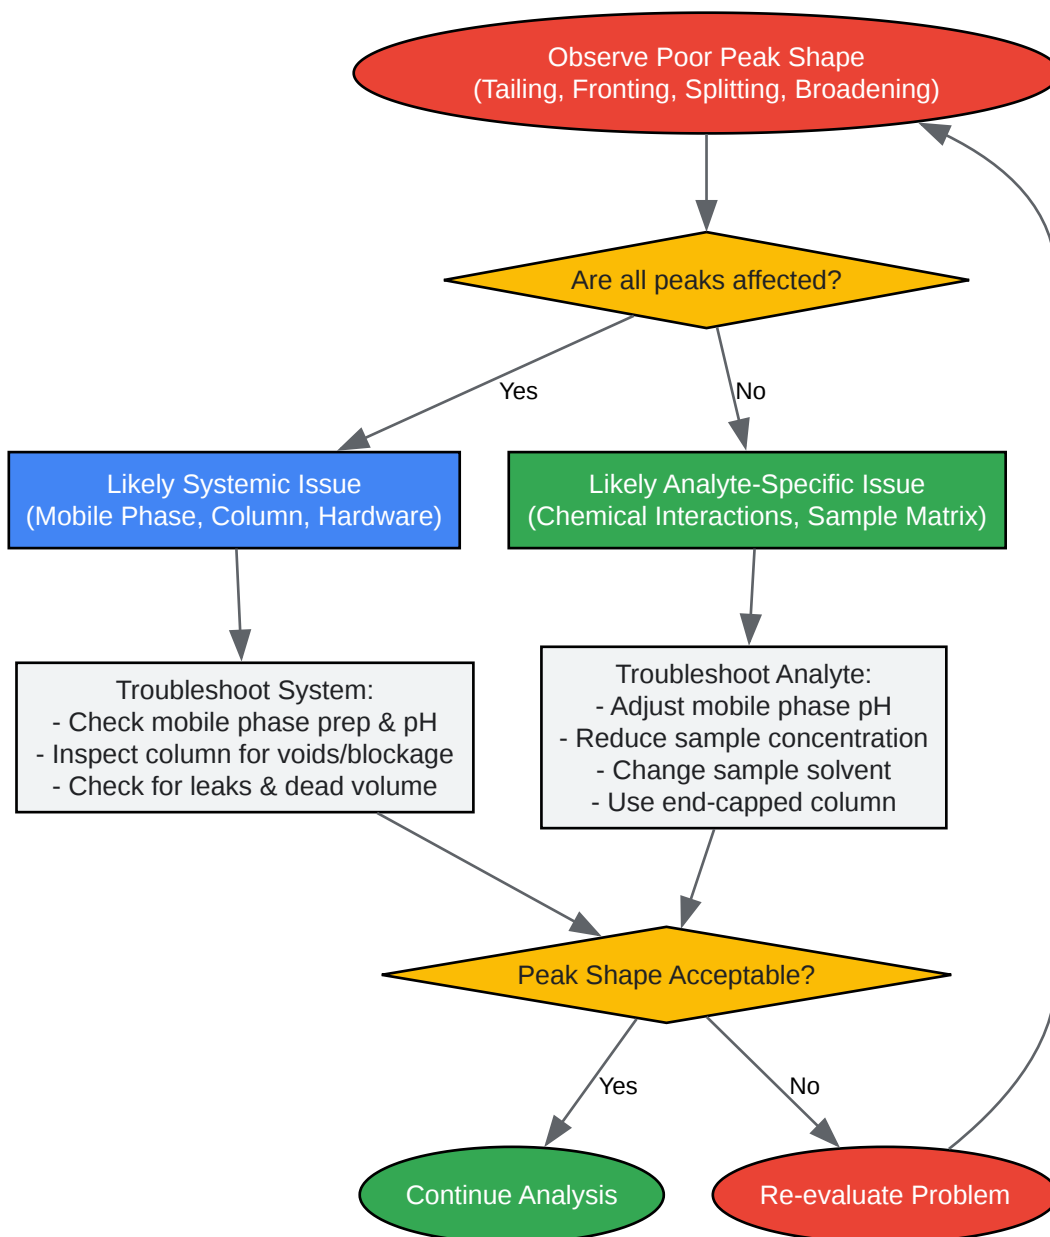 Observe Poor Peak Shape
(Tailing, Fronting, Splitting, Broadening)
Are all peaks affected?
Yes
No
Likely Systemic Issue
(Mobile Phase, Column, Hardware)
Likely Analyte-Specific Issue
(Chemical Interactions, Sample Matrix)
Troubleshoot System:
- Check mobile phase prep & pH
- Inspect column for voids/blockage
- Check for leaks & dead volume
Troubleshoot Analyte:
- Adjust mobile phase pH
- Reduce sample concentration
- Change sample solvent
- Use end-capped column
Peak Shape Acceptable?
Yes
No
Continue Analysis
Re-evaluate Problem